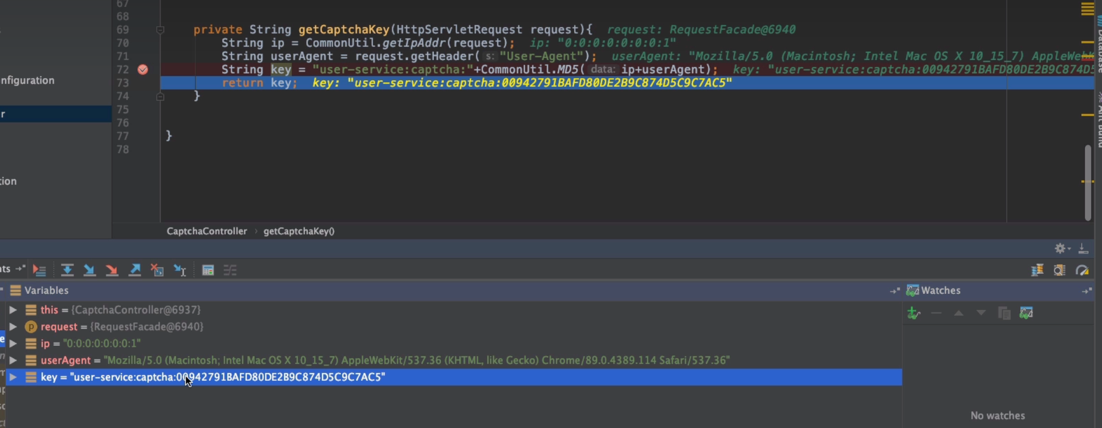 67
68
69 private String getCaptchaKey(HttpServletRequest request){ request: RequestFacade@6940
70 String ip = CommonUtil.getIpAddr(request); ip: "0:0:0:0:0:0:0:1"
71 String userAgent = request.getHeader( s: "User-Agent"); userAgent: "Mozilla/5.0 (Macintosh; Intel Mac OS X 10_15_7) AppleWeb
72 String key = "user-service:captcha:"+CommonUtil.MD5( data: ip+userAgent); key: "user-service:captcha:00942791BAFD80DE2B9C874D5
73 return key; key: "user-service:captcha:00942791BAFD80DE2B9C874D5C9C7AC5"
74 }
75
76
77 }
78
nfiguration
r
tion
CaptchaController › getCaptchaKey()
nts
Variables
Watches
this = {CaptchaController@6937}
request = {RequestFacade@6940}
ip = "0:0:0:0:0:0:0:1"
userAgent = "Mozilla/5.0 (Macintosh; Intel Mac OS X 10_15_7) AppleWebKit/537.36 (KHTML, like Gecko) Chrome/89.0.4389.114 Safari/537.36"
key = "user-service:captcha:00942791BAFD80DE2B9C874D5C9C7AC5"
No watches